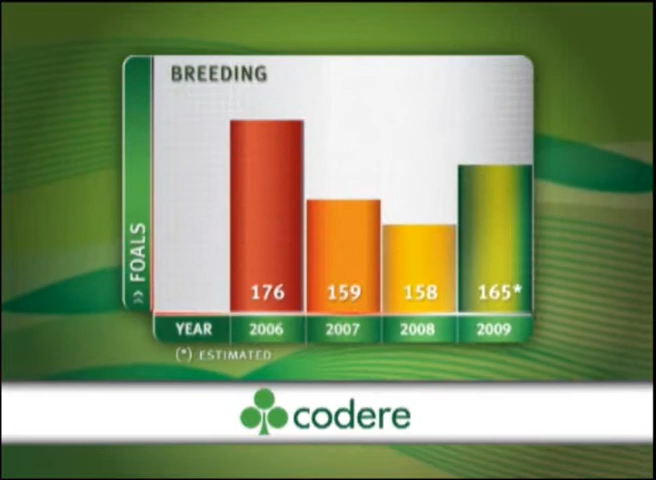 BREEDING
>> FOALS
176 159 158 165*
YEAR 2006 2007 2008 2009
(*) ESTIMATED
codere